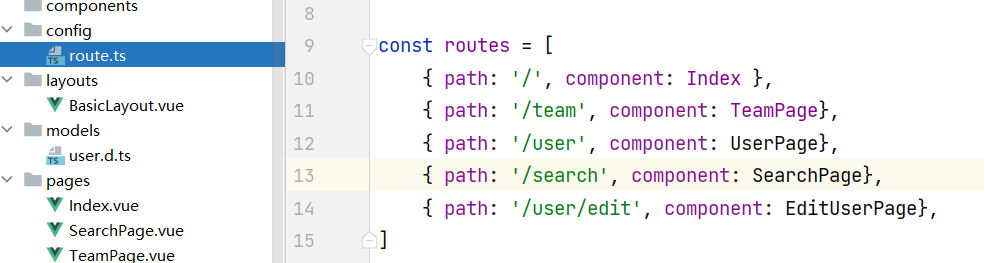 components
config
route.ts
layouts
BasicLayout.vue
models
user.d.ts
pages
Index.vue
SearchPage.vue
TeamPage.vue
8
9 const routes = [
10 { path: '/', component: Index },
11 { path: '/team', component: TeamPage},
12 { path: '/user', component: UserPage},
13 { path: '/search', component: SearchPage},
14 { path: '/user/edit', component: EditUserPage},
15 ]